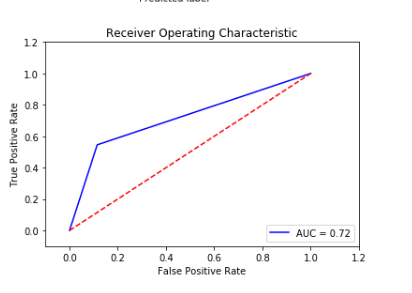 Predicted label
Receiver Operating Characteristic
1.2
1.0
0.8
0.6
0.4
0.2
0.0
True Positive Rate
AUC = 0.72
0.0 0.2 0.4 0.6 0.8 1.0 1.2
False Positive Rate